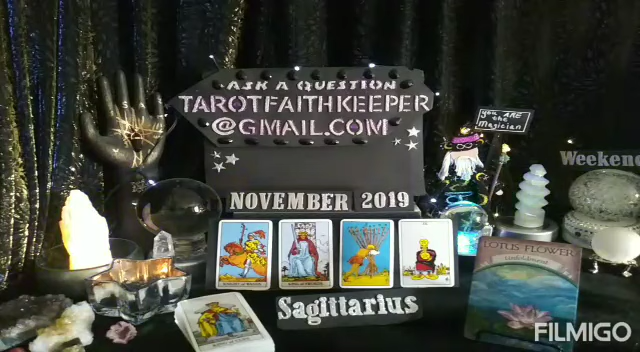 ASK A QUESTION
TAROTFAITHKEEPER
@GMAIL.COM
you ARE
the
Magician
Weekend
NOVEMBER 2019
LOTUS FLOWER
Sagittarius
FILMIGO